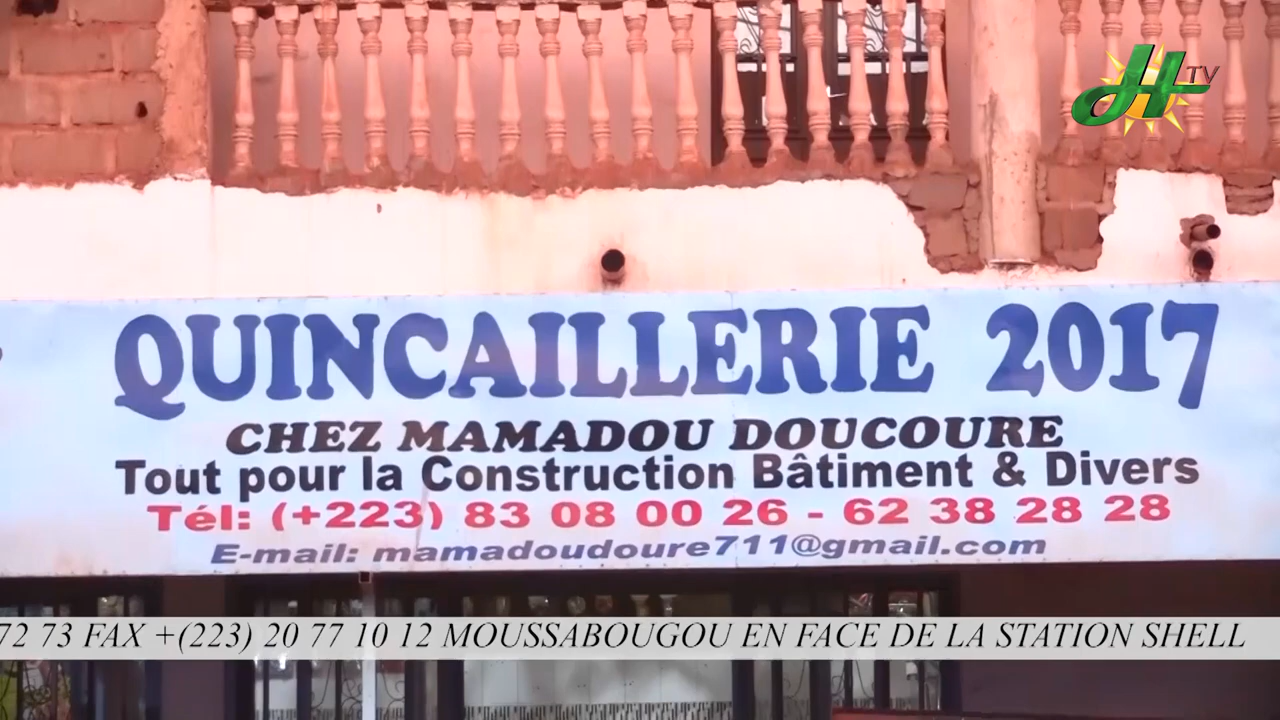 HTV
QUINCAILLERIE 2017
CHEZ MAMADOU DOUCOURE
Tout pour la Construction Bâtiment & Divers
Tél: (+223) 83 08 00 26 - 62 38 28 28
E-mail: mamadoudoure711@gmail.com
72 73 FAX +(223) 20 77 10 12 MOUSSABOUGOU EN FACE DE LA STATION SHELL